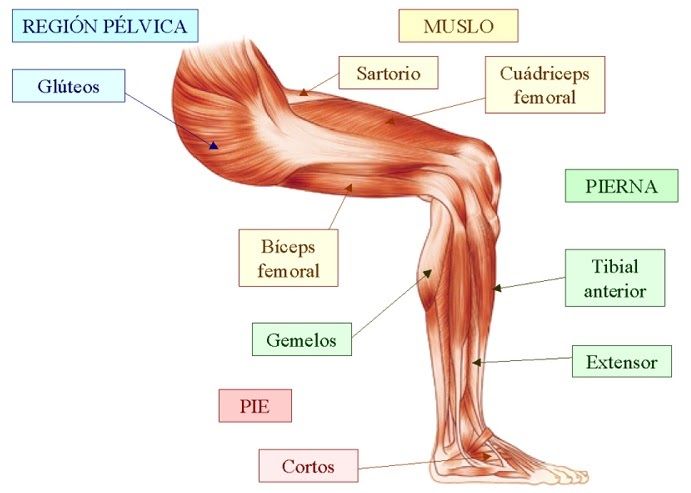 REGIÓN PÉLVICA
MUSLO
Glúteos
Sartorio
Cuádriceps
femoral
PIERNA
Bíceps
femoral
Tibial
anterior
Gemelos
Extensor
PIE
Cortos